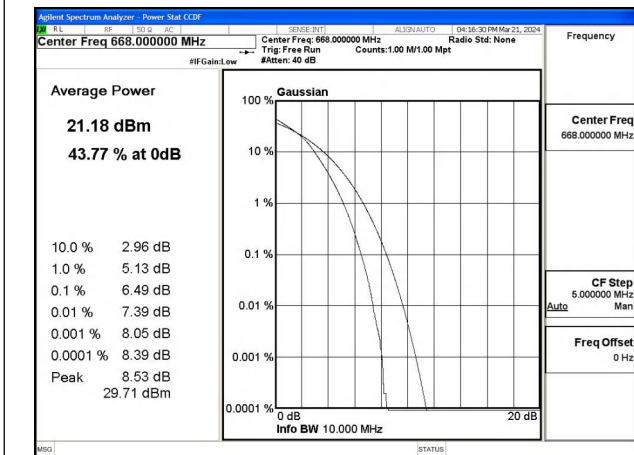 Agilent Spectrum Analyzer - Power Stat CCDF
RL RF 50 Ω AC SENSE:INT ALIGN AUTO 04:16:30 PM Mar 21, 2024
Center Freq 668.000000 MHz
Center Freq: 668.000000 MHz Radio Std: None
Trig: Free Run Counts:1.00 M/1.00 Mpt
#IFGain:Low #Atten: 40 dB
Frequency
Average Power
21.18 dBm
43.77 % at 0dB
10.0 % 2.96 dB
1.0 % 5.13 dB
0.1 % 6.49 dB
0.01 % 7.39 dB
0.001 % 8.05 dB
0.0001 % 8.39 dB
Peak 8.53 dB
29.71 dBm
Gaussian
100 %
10 %
1 %
0.1 %
0.01 %
0.001 %
0.0001 %
0 dB 20 dB
Info BW 10.000 MHz
Center Freq
668.000000 MHz
CF Step
5.000000 MHz
Auto Man
Freq Offset
0 Hz
MSG STATUS